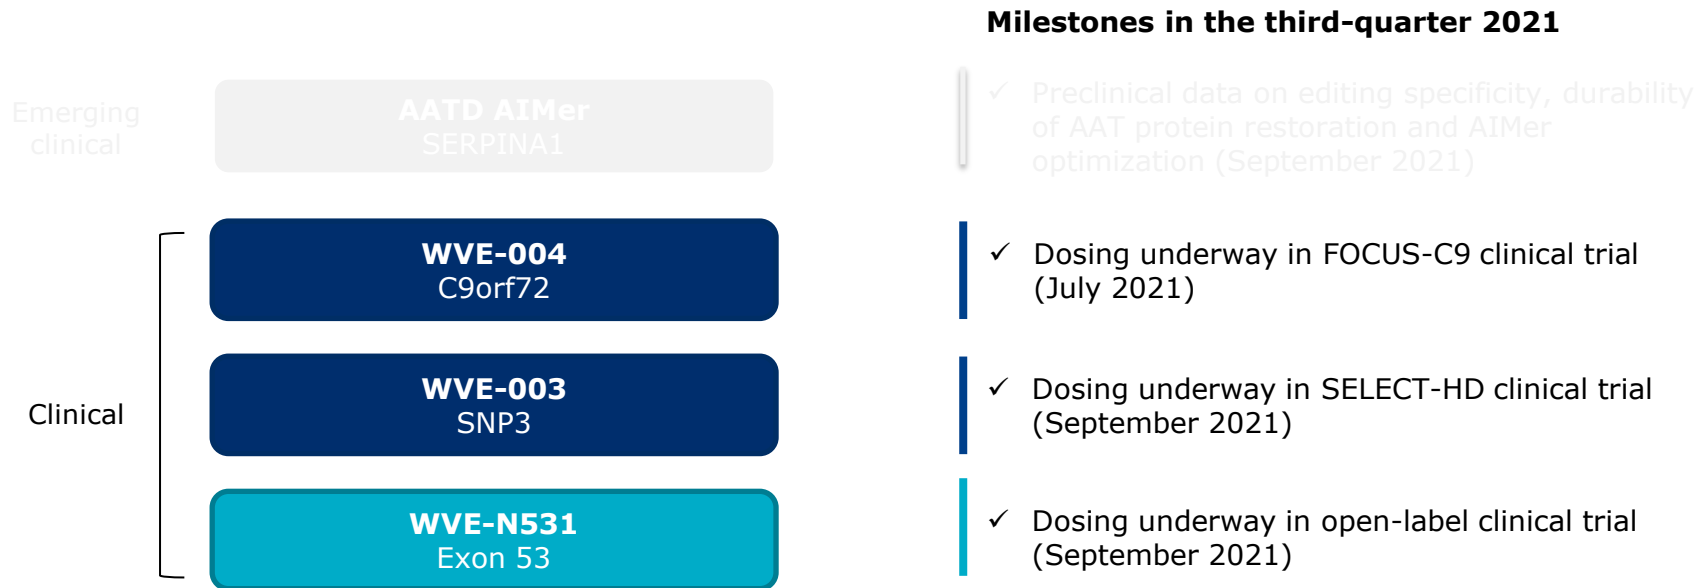 Milestones in the third-quarter 2021
Emerging
clinical
AATD AIMer
SERPINA1
✓ Preclinical data on editing specificity, durability
of AAT protein restoration and AIMer
optimization (September 2021)
Clinical
WVE-004
C9orf72
✓ Dosing underway in FOCUS-C9 clinical trial
(July 2021)
WVE-003
SNP3
✓ Dosing underway in SELECT-HD clinical trial
(September 2021)
WVE-N531
Exon 53
✓ Dosing underway in open-label clinical trial
(September 2021)